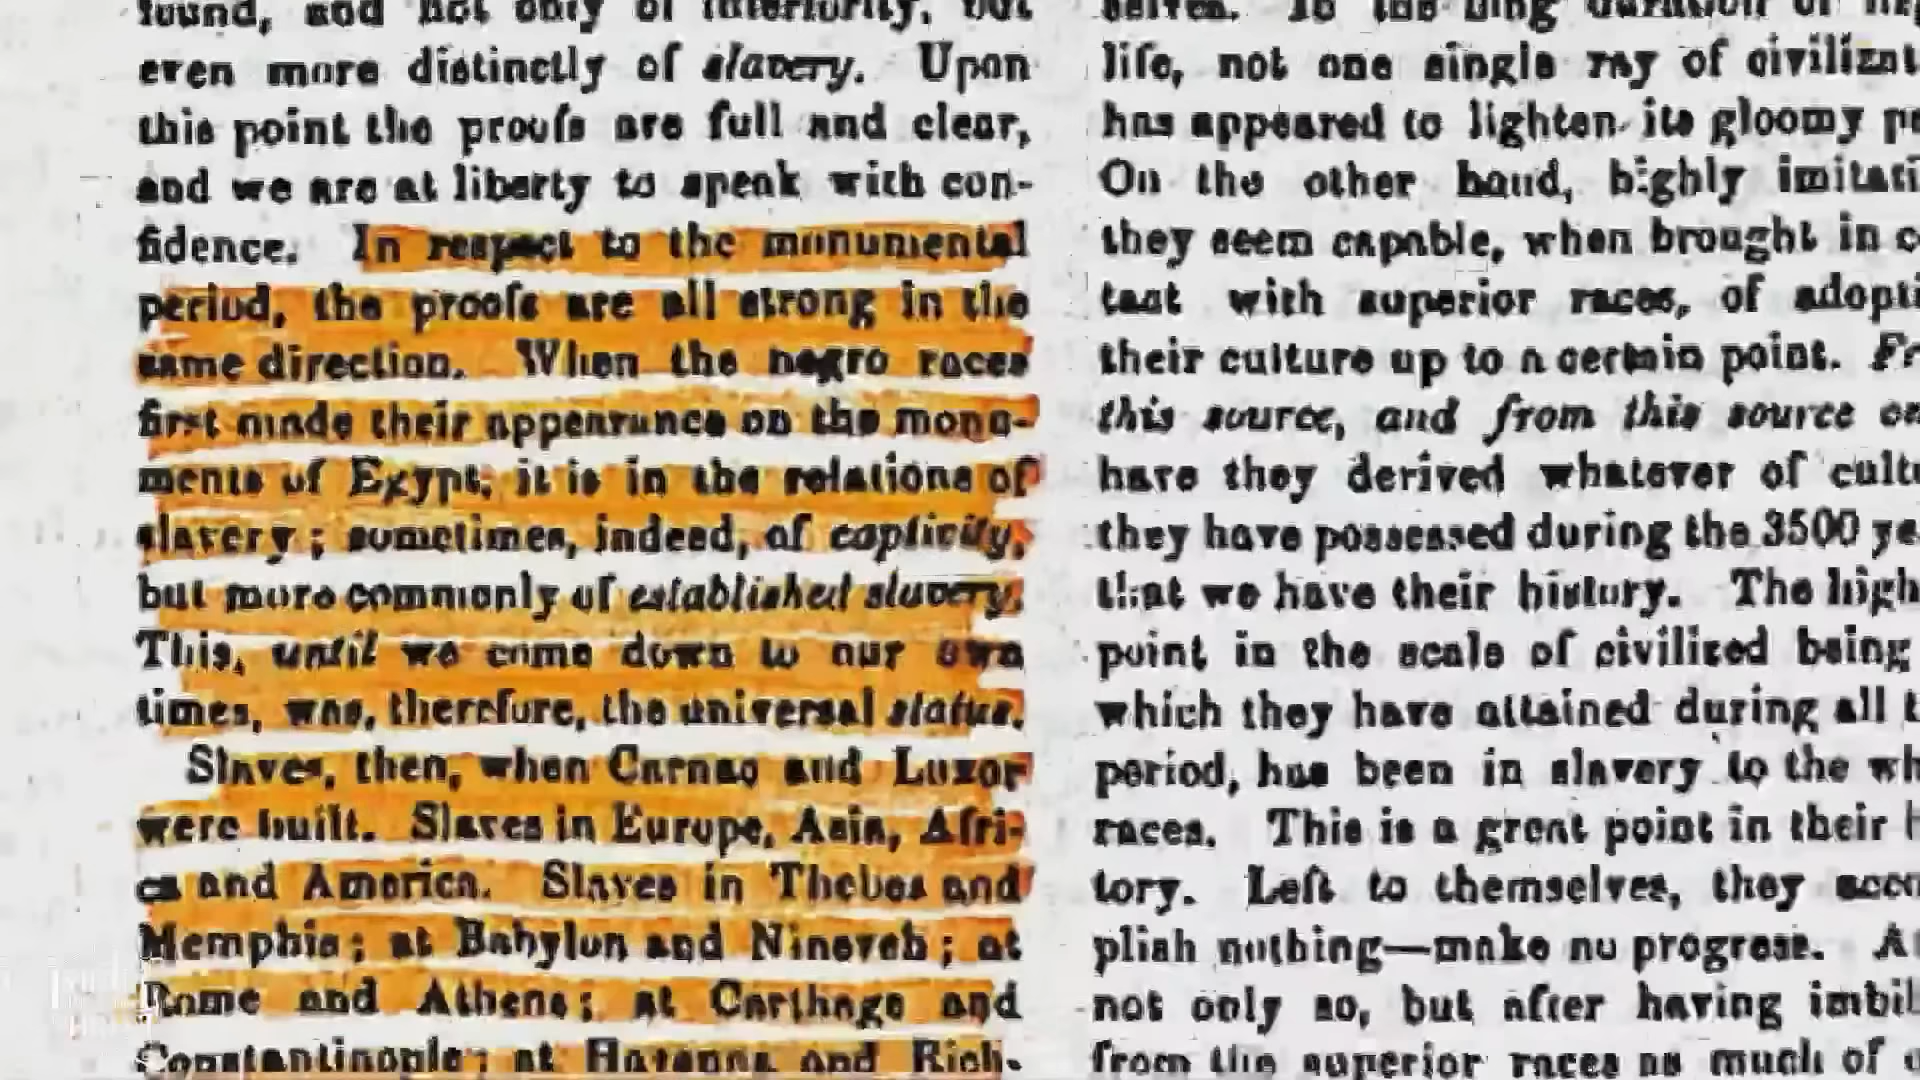 found, and not only of inferiority, but
even more distinctly of slavery. Upon
this point the proofs are full and clear,
and we are at liberty to speak with con-
fidence. In respect to the monumental
period, the proofs are all strong in the
same direction. When the negro races
first made their appearance on the monu-
ments of Egypt, it is in the relations of
slavery; sometimes, indeed, of captivity,
but more commonly of established slavery.
This, until we come down to our own
times, was, therefore, the universal status.
Slaves, then, when Carnac and Luxor
were built. Slaves in Europe, Asia, Afri-
ca and America. Slaves in Thebes and
Memphis; at Babylon and Nineveh; at
Rome and Athens; at Carthage and
Constantinople; at Havanna and Rich-
selves. In the long duration of
life, not one single ray of civilizat
has appeared to lighten its gloomy
On the other hand, highly imitati
they seem capable, when brought in c
tact with superior races, of adopti
their culture up to a certain point. Fr
this source, and from this source
have they derived whatever of cult
they have possessed during the 3500 ye
that we have their history. The high
point in the scale of civilized being
which they have attained during all t
period, has been in slavery to the wh
races. This is a great point in their h
tory. Left to themselves, they acco
plish nothing—make no progress. A
not only so, but after having imbi
from the superior races as much of